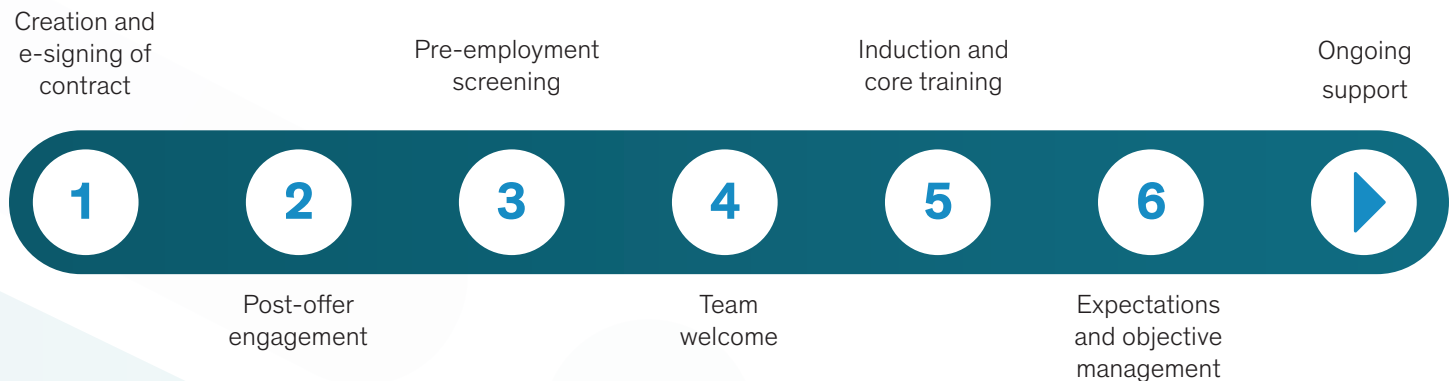 Creation and
e-signing of
contract
Pre-employment
screening
Induction and
core training
Ongoing
support
1
2
3
4
5
6
Post-offer
engagement
Team
welcome
Expectations
and objective
management